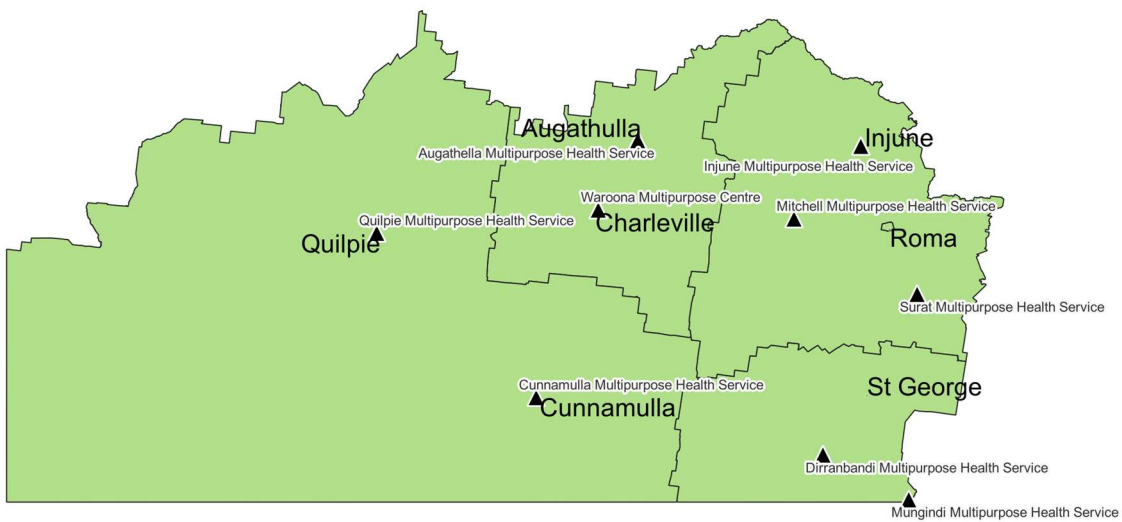 Augathulla
Augathella Multipurpose Health Service
Injune
Injune Multipurpose Health Service
Waroona Multipurpose Centre
Charleville
Mitchell Multipurpose Health Service
Quilpie Multipurpose Health Service
Quilpie
Roma
Surat Multipurpose Health Service
Cunnamulla Multipurpose Health Service
Cunnamulla
St George
Dirranbandi Multipurpose Health Service
Mungindi Multipurpose Health Service